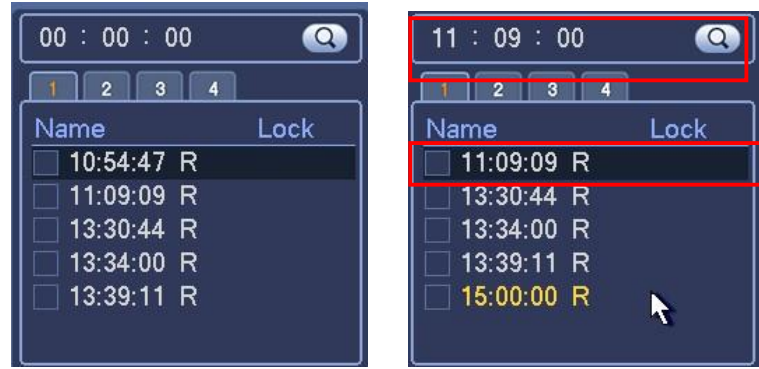 00 : 00 : 00
1 2 3 4
Name Lock
10:54:47 R
11:09:09 R
13:30:44 R
13:34:00 R
13:39:11 R
11 : 09 : 00
1 2 3 4
Name Lock
11:09:09 R
13:30:44 R
13:34:00 R
13:39:11 R
15:00:00 R